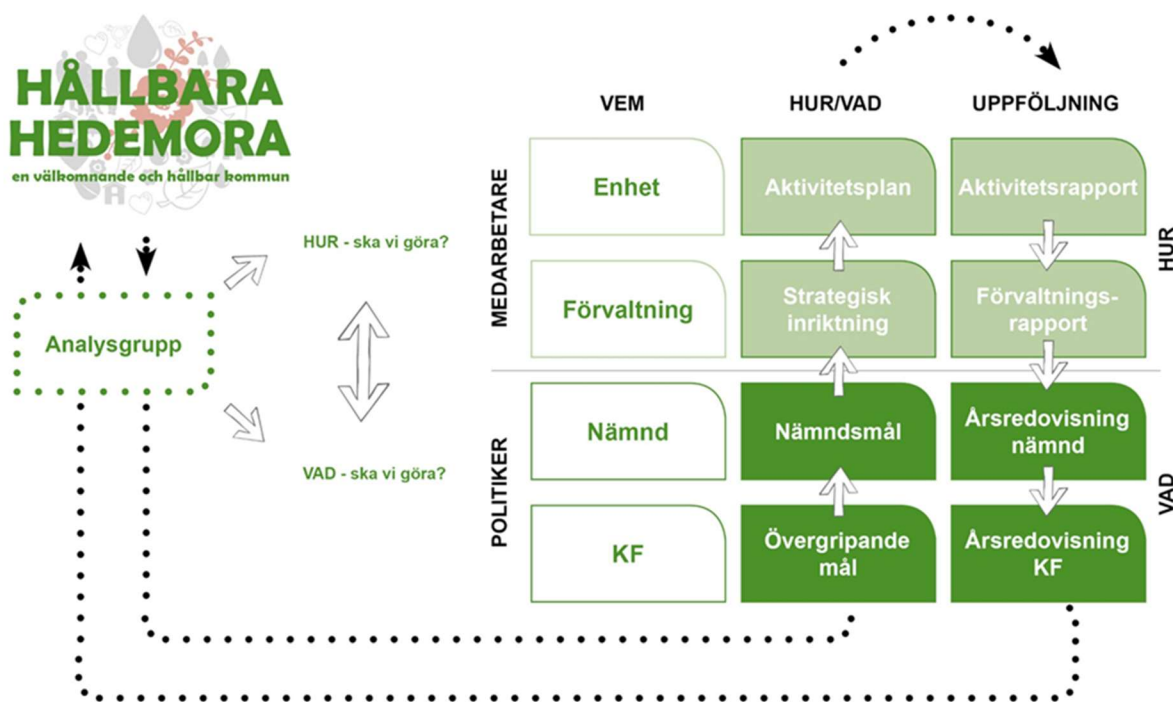 HÅLLBARA
HEDEMORA
en välkomnande och hållbar kommun
HUR - ska vi göra?
Analysgrupp
VAD - ska vi göra?
VEM
HUR/VAD
UPPFÖLJNING
MEDARBETARE
Enhet
Aktivitetsplan
Aktivitetsrapport
HUR
Förvaltning
Strategisk
inriktning
Förvaltnings-
rapport
POLITIKER
Nämnd
Nämndsmål
Årsredovisning
nämnd
VAD
KF
Övergripande
mål
Årsredovisning
KF